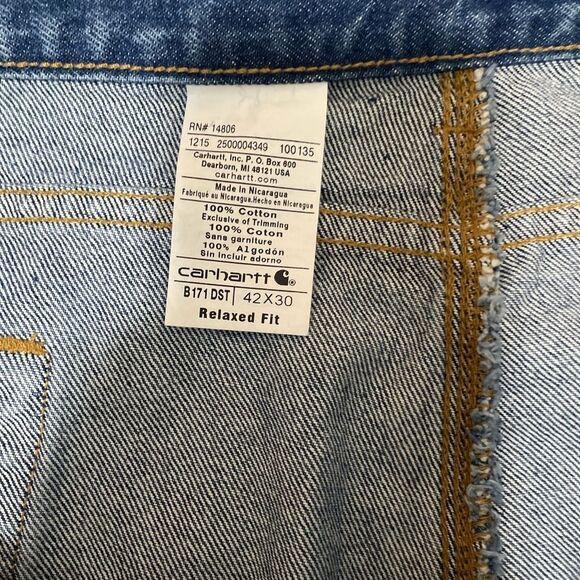 RN# 14806
1215 2500004349 100135
Carhartt, Inc. P. O. Box 600
Dearborn, MI 48121 USA
carhartt.com
Made in Nicaragua
Fabriqué au Nicaragua.Hecho en Nicaragua
100% Cotton
Exclusive of Trimming
100% Coton
Sans garniture
100% Algodón
Sin incluir adorno
carhartt
B171 DST 42X30
Relaxed Fit